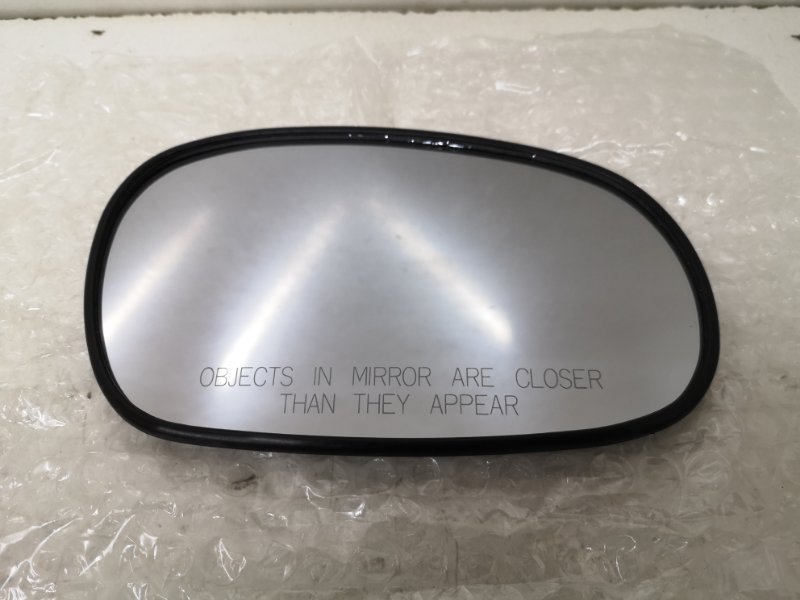 OBJECTS IN MIRROR ARE CLOSER
THAN THEY APPEAR